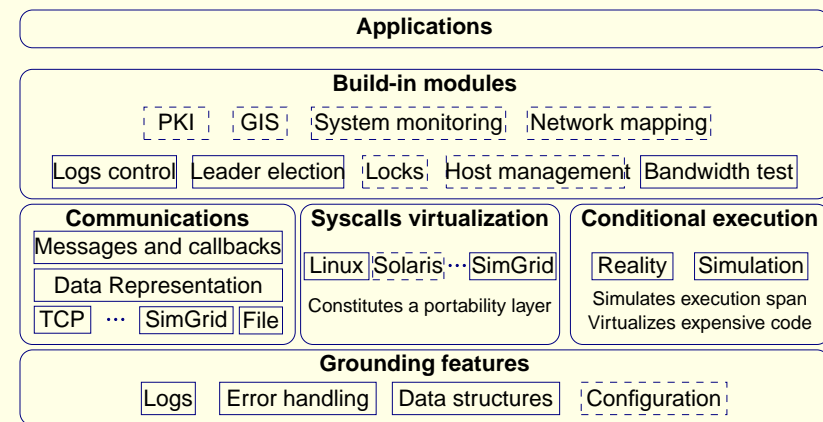 Applications
Build-in modules
PKI GIS System monitoring Network mapping
Logs control Leader election Locks Host management Bandwidth test
Communications
Messages and callbacks
Data Representation
TCP ... SimGrid File
Syscalls virtualization
Linux Solaris ... SimGrid
Constitutes a portability layer
Conditional execution
Reality Simulation
Simulates execution span
Virtualizes expensive code
Grounding features
Logs Error handling Data structures Configuration